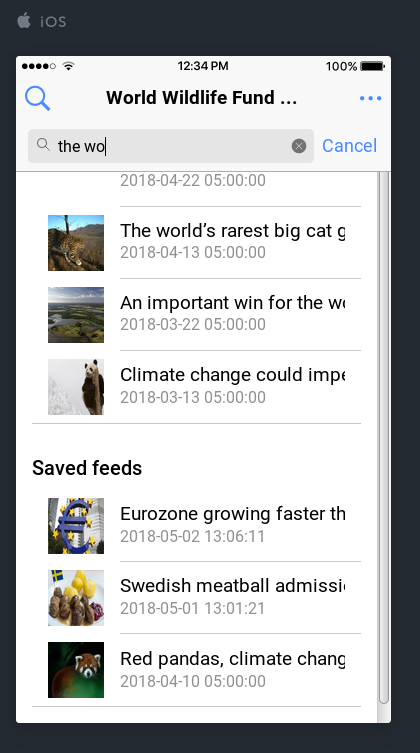 iOS
12:34 PM
100%
World Wildlife Fund ...
the wo
Cancel
2018-04-22 05:00:00
The world’s rarest big cat g
2018-04-13 05:00:00
An important win for the wo
2018-03-22 05:00:00
Climate change could impe
2018-03-13 05:00:00
Saved feeds
Eurozone growing faster th
2018-05-02 13:06:11
Swedish meatball admissi
2018-05-01 13:01:21
Red pandas, climate chang
2018-04-10 05:00:00